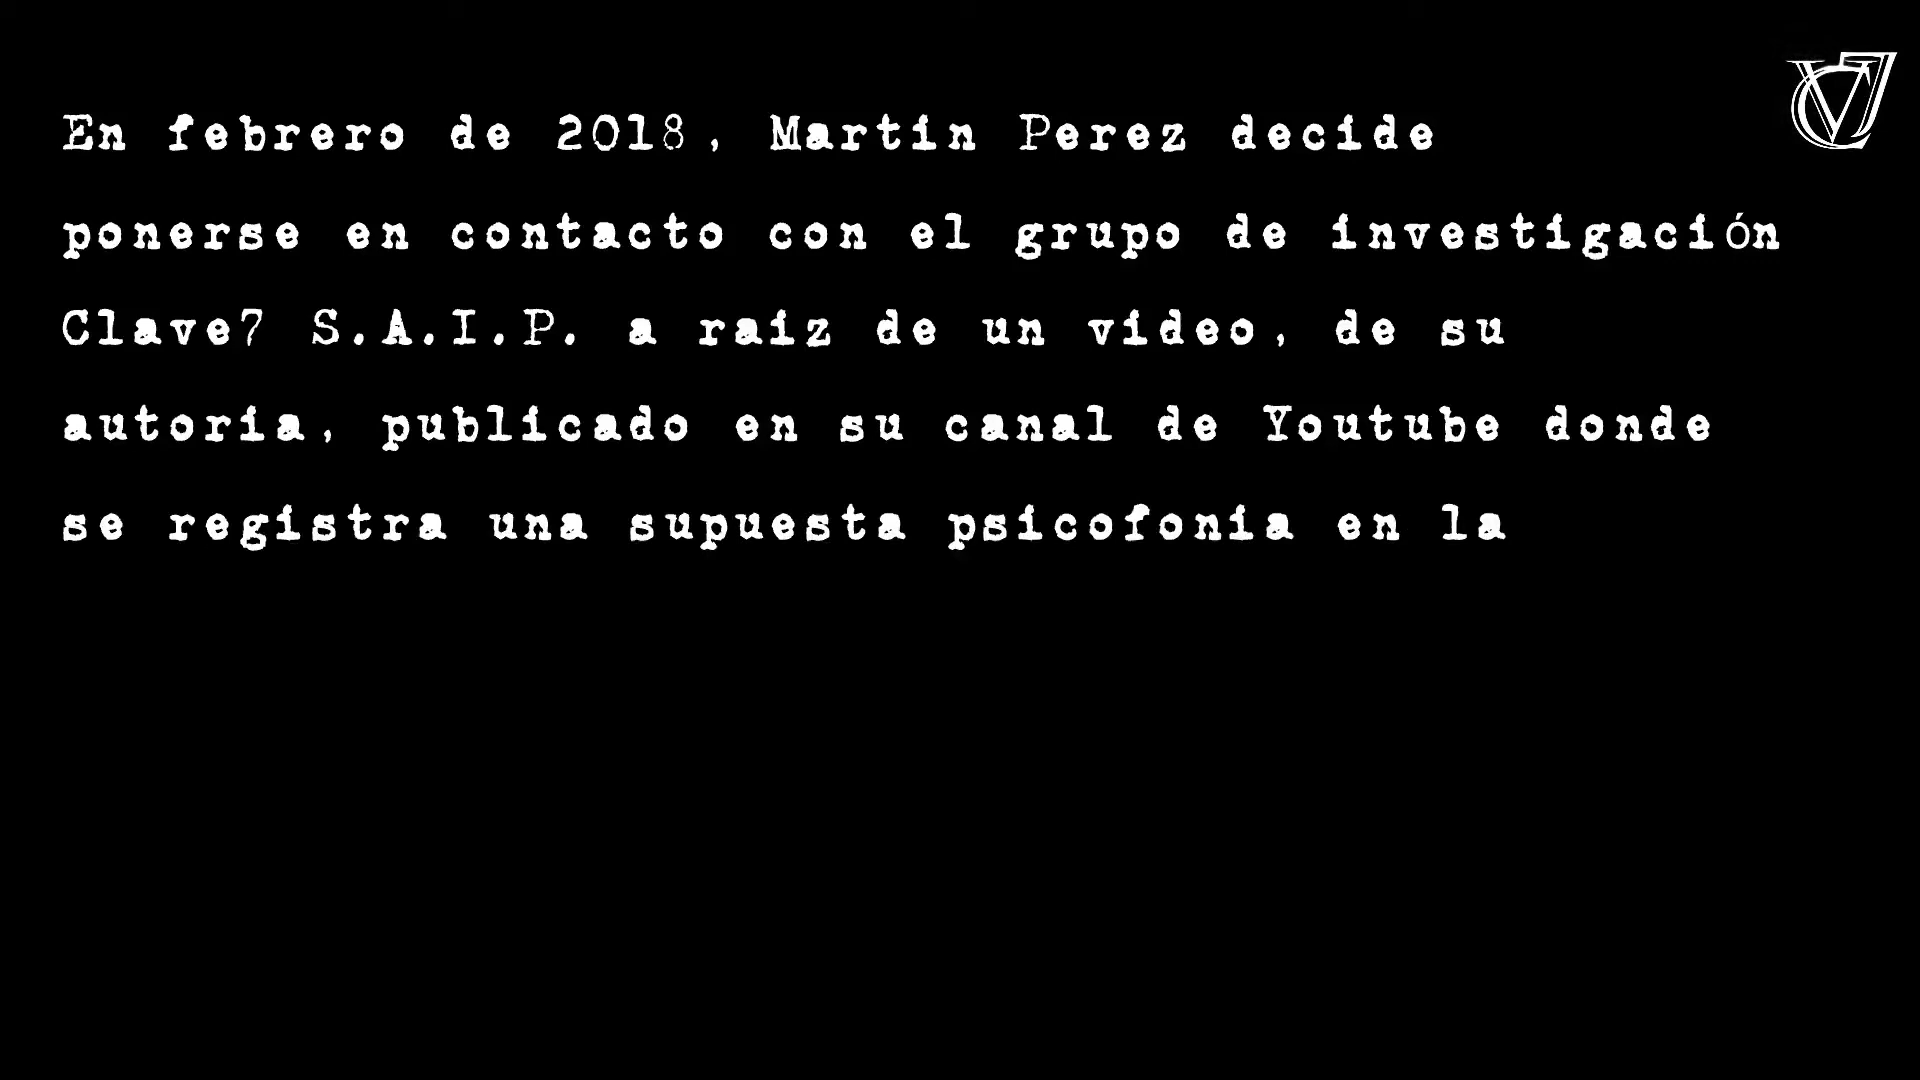 En febrero de 2018, Martin Perez decide
ponerse en contacto con el grupo de investigación
Clave7 S.A.I.P. a raiz de un video, de su
autoria, publicado en su canal de Youtube donde
se registra una supuesta psicofonia en la